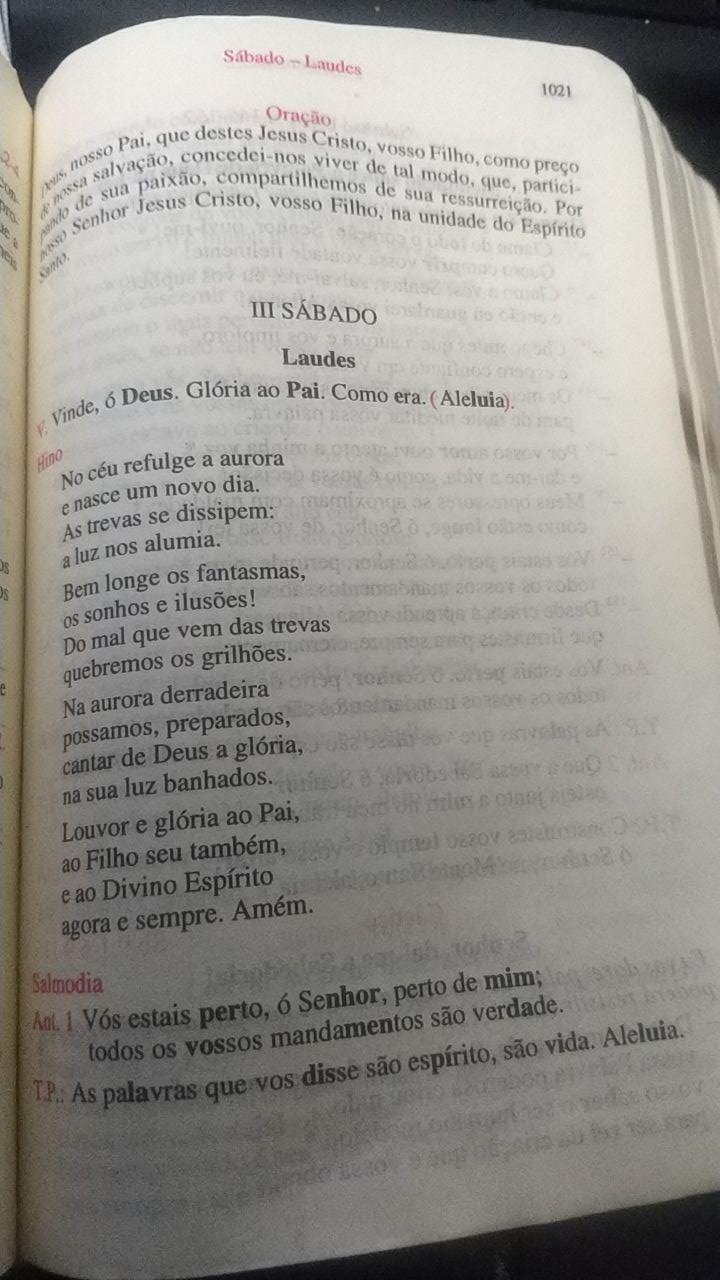 Sábado – Laudes
1021
Oração
Deus, nosso Pai, que destes Jesus Cristo, vosso Filho, como preço
de nossa salvação, concedei-nos viver de tal modo, que, partici-
pando de sua paixão, compartilhemos de sua ressurreição. Por
nosso Senhor Jesus Cristo, vosso Filho, na unidade do Espírito
Santo.
III SÁBADO
Laudes
V. Vinde, ó Deus. Glória ao Pai. Como era. (Aleluia).
Hino
No céu refulge a aurora
e nasce um novo dia.
As trevas se dissipem:
a luz nos alumia.
Bem longe os fantasmas,
os sonhos e ilusões!
Do mal que vem das trevas
quebremos os grilhões.
Na aurora derradeira
possamos, preparados,
cantar de Deus a glória,
na sua luz banhados.
Louvor e glória ao Pai,
ao Filho seu também,
e ao Divino Espírito
agora e sempre. Amém.
Salmodia
Ant. 1 Vós estais perto, ó Senhor, perto de mim;
todos os vossos mandamentos são verdade.
T.P.: As palavras que vos disse são espírito, são vida. Aleluia.